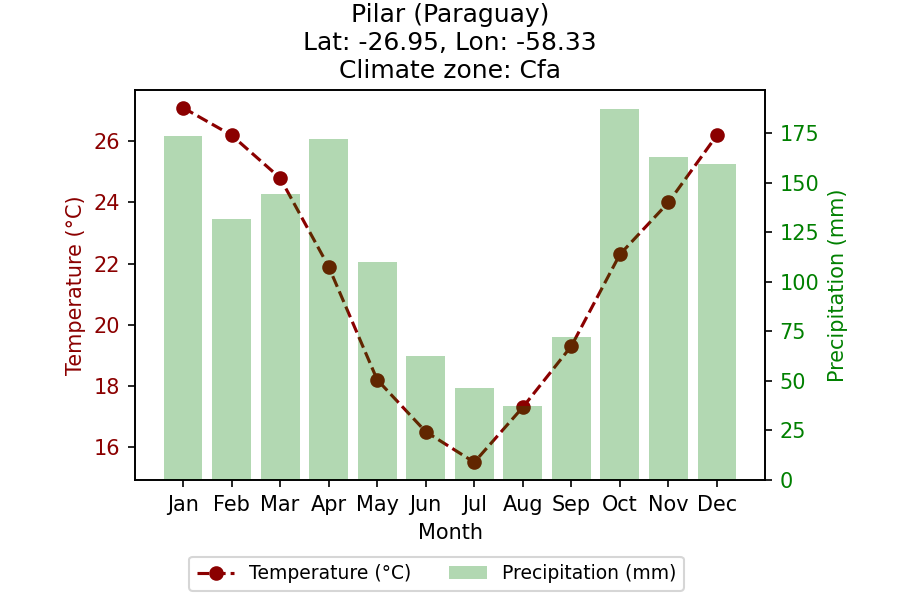 Pilar (Paraguay)
Lat: -26.95, Lon: -58.33
Climate zone: Cfa
26
24
22
20
18
16
Temperature (°C)
175
150
125
100
75
50
25
0
Precipitation (mm)
Jan Feb Mar Apr May Jun Jul Aug Sep Oct Nov Dec
Month
Temperature (°C) Precipitation (mm)